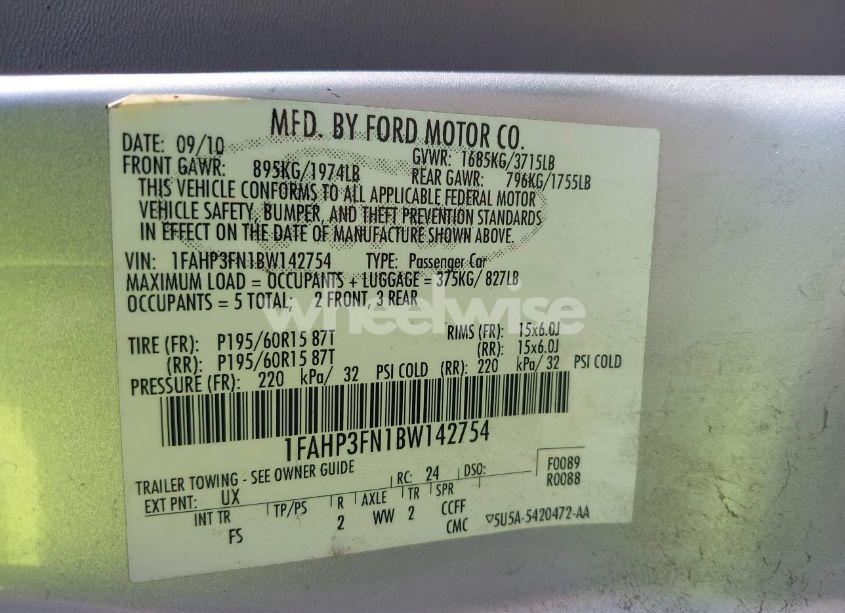 MFD. BY FORD MOTOR CO.
DATE: 09/10 GVWR: 1685KG/3715LB
FRONT GAWR: 895KG/1974LB REAR GAWR: 796KG/1755LB
THIS VEHICLE CONFORMS TO ALL APPLICABLE FEDERAL MOTOR
VEHICLE SAFETY, BUMPER, AND THEFT PREVENTION STANDARDS
IN EFFECT ON THE DATE OF MANUFACTURE SHOWN ABOVE.
VIN: 1FAHP3FN1BW142754 TYPE: Passenger Car
MAXIMUM LOAD = OCCUPANTS + LUGGAGE = 375KG/ 827LB
OCCUPANTS = 5 TOTAL; 2 FRONT, 3 REAR
wheelwise
TIRE (FR): P195/60R15 87T RIMS (FR): 15x6.0J
(RR): P195/60R15 87T (RR): 15x6.0J
PRESSURE (FR): 220 kPa/ 32 PSI COLD (RR): 220 kPa/ 32 PSI COLD
1FAHP3FN1BW142754
TRAILER TOWING - SEE OWNER GUIDE RC: 24 DSO: F0089
R0088
EXT PNT: UX
INT TR TP/PS R AXLE TR SPR
FS 2 WW 2 CCFF
CMC ▽5U5A-5420472-AA